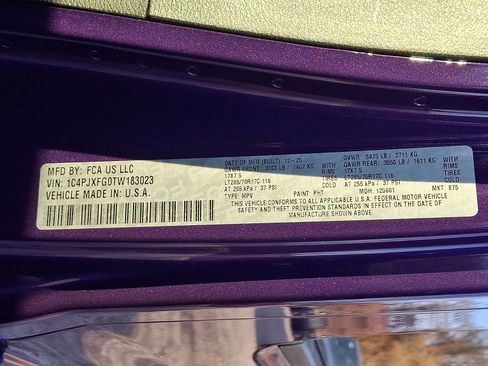 MFD BY: FCA US LLC
VIN: 1C4PJXFG0TW183023
VEHICLE MADE IN: U.S.A.
DATE OF MFR (BUILT): 12-25 GVWR: 5975 LB / 2711 KG
GAWR FRONT: 3100 LB / 1407 KG WITH GAWR REAR: 3550 LB / 1611 KG WITH
17X7.5 RIMS 17X7.5 RIMS
LT285/70R17C 116 TIRES LT285/70R17C 116 TIRES
AT 255 kPa / 37 PSI COLD AT 255 kPa / 37 PSI COLD
TYPE: MPV PAINT: PHT MDH: MKT: 875
THIS VEHICLE CONFORMS TO ALL APPLICABLE U.S.A. FEDERAL MOTOR VEHICLE
SAFETY AND THEFT PREVENTION STANDARDS IN EFFECT
ON THE DATE OF MANUFACTURE SHOWN ABOVE.